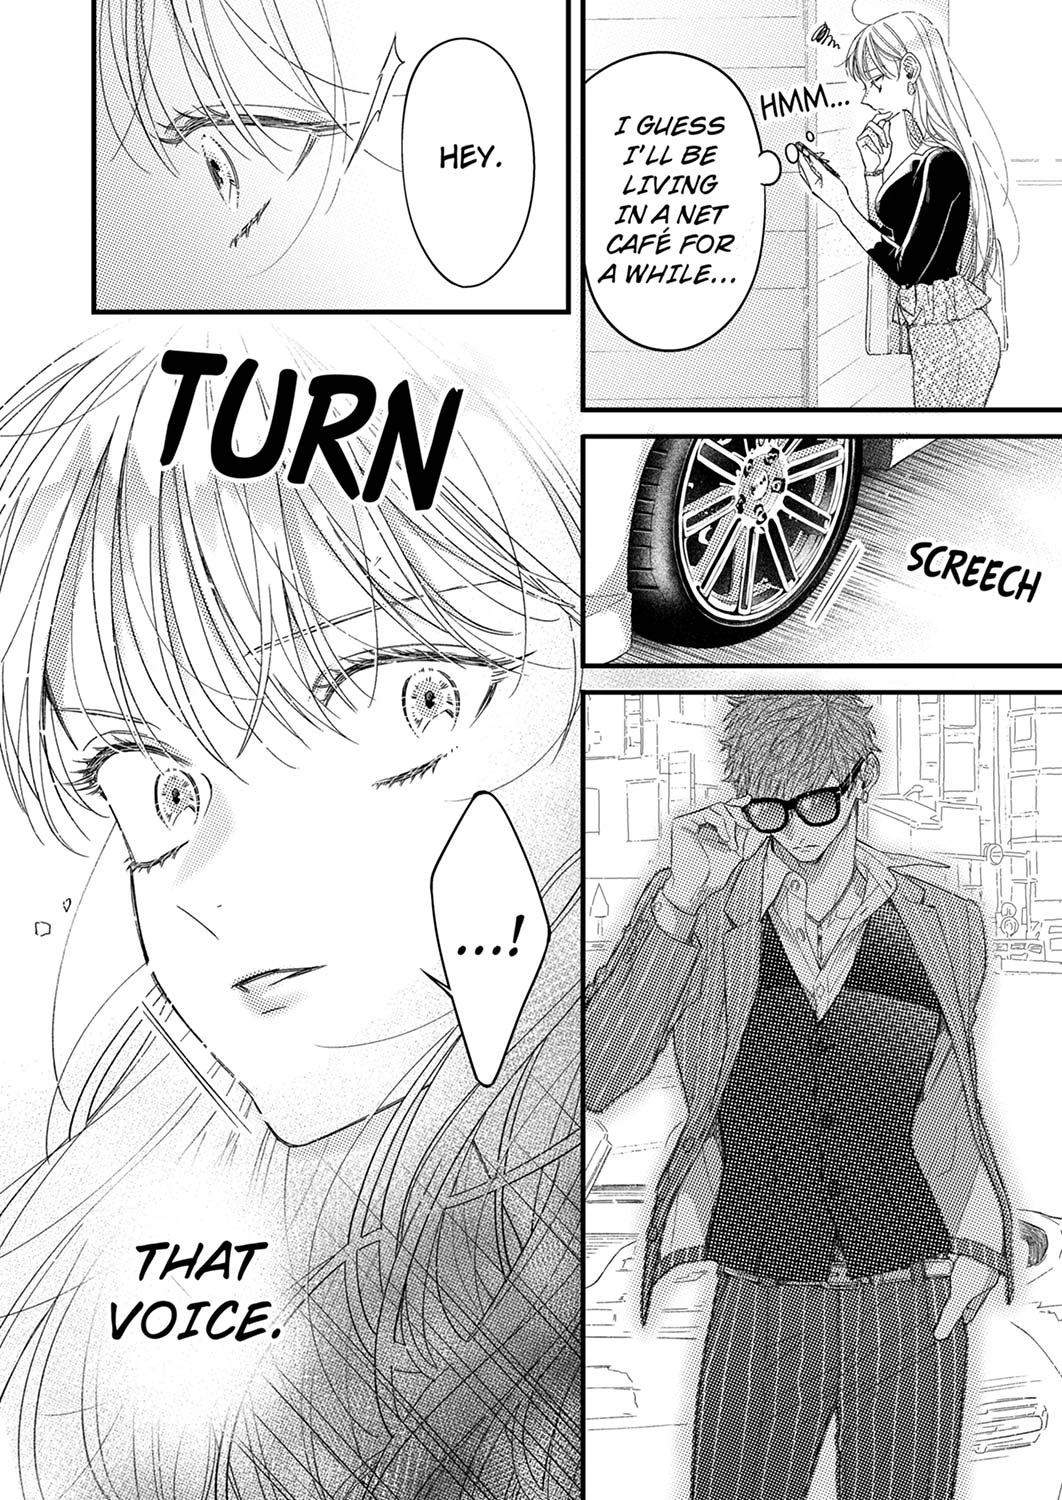 HMM...
I GUESS
I'LL BE
LIVING
IN A NET
CAFÉ FOR
A WHILE...
SCREECH
HEY.
TURN
...!
THAT
VOICE.